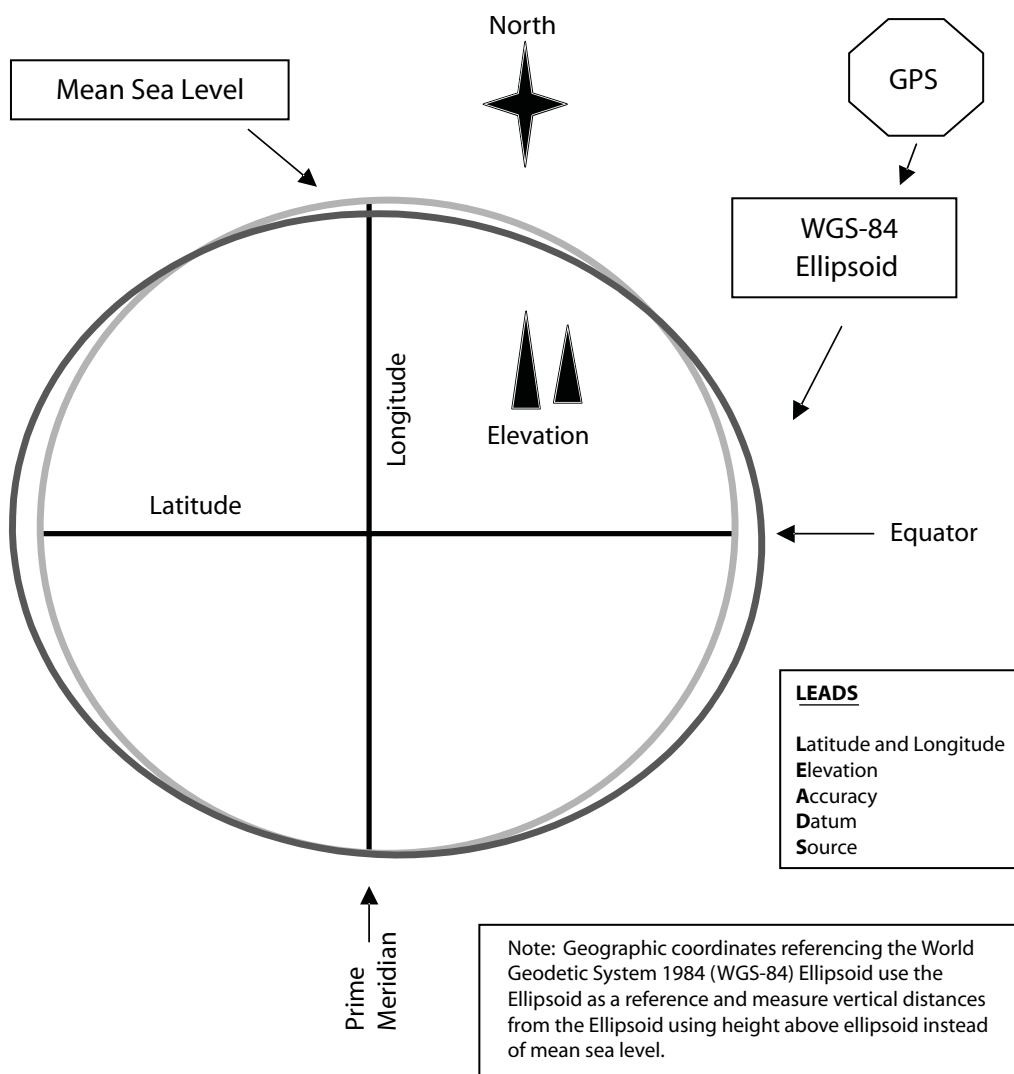 North
Mean Sea Level
GPS
WGS-84
Ellipsoid
Longitude
Elevation
Latitude
Equator
LEADS
Latitude and Longitude
Elevation
Accuracy
Datum
Source
Prime
Meridian
Note: Geographic coordinates referencing the World
Geodetic System 1984 (WGS-84) Ellipsoid use the
Ellipsoid as a reference and measure vertical distances
from the Ellipsoid using height above ellipsoid instead
of mean sea level.